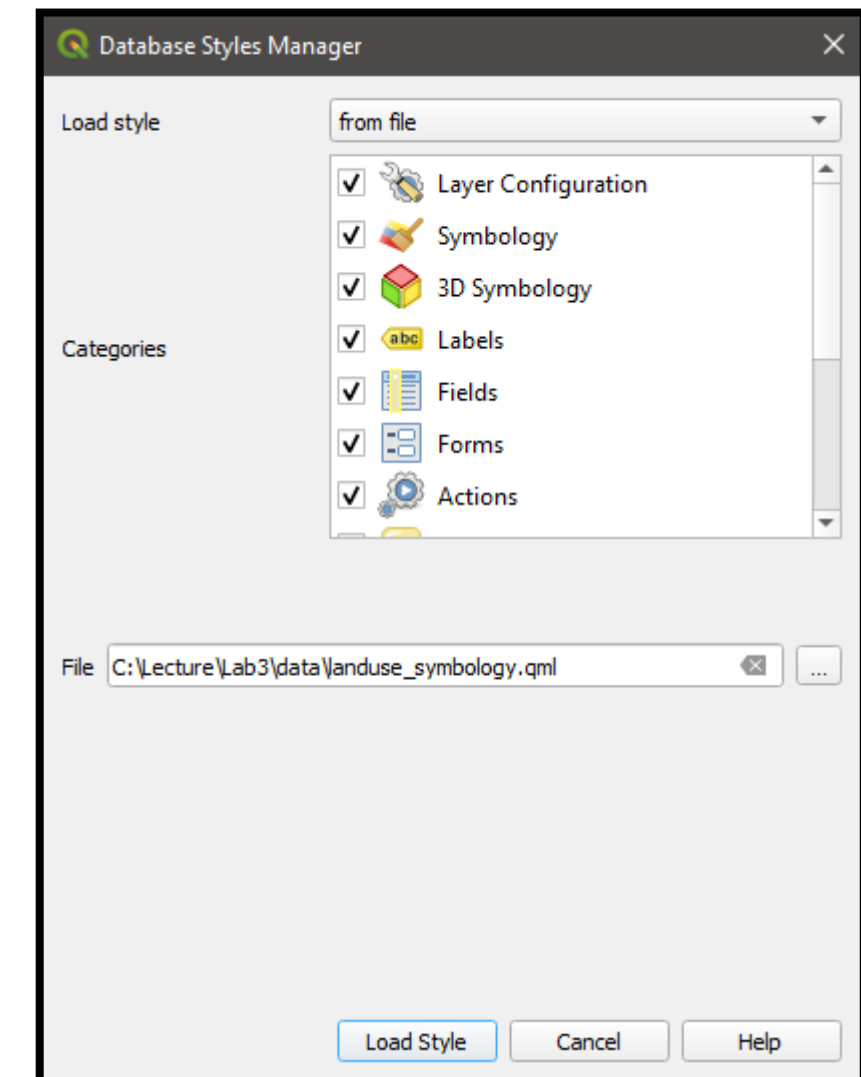 Database Styles Manager
Load style
from file
Layer Configuration
Symbology
3D Symbology
Categories
abc Labels
Fields
Forms
Actions
File C:\Lecture\Lab3\data\landuse_symbology.qml ...
Load Style Cancel Help